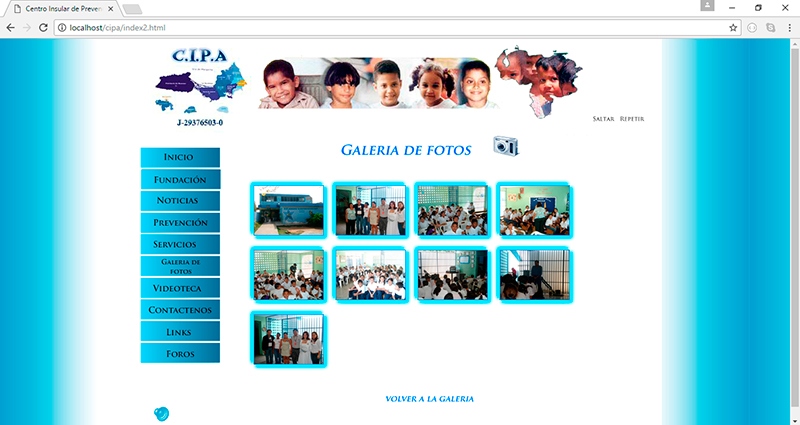 Centro Insular de Preven
localhost/cipa/index2.html
C.I.P.A
J-29376503-0
SALTAR REPETIR
GALERIA DE FOTOS
INICIO
FUNDACIÓN
NOTICIAS
PREVENCIÓN
SERVICIOS
GALERIA DE
FOTOS
VIDEOTECA
CONTACTENOS
LINKS
FOROS
VOLVER A LA GALERIA